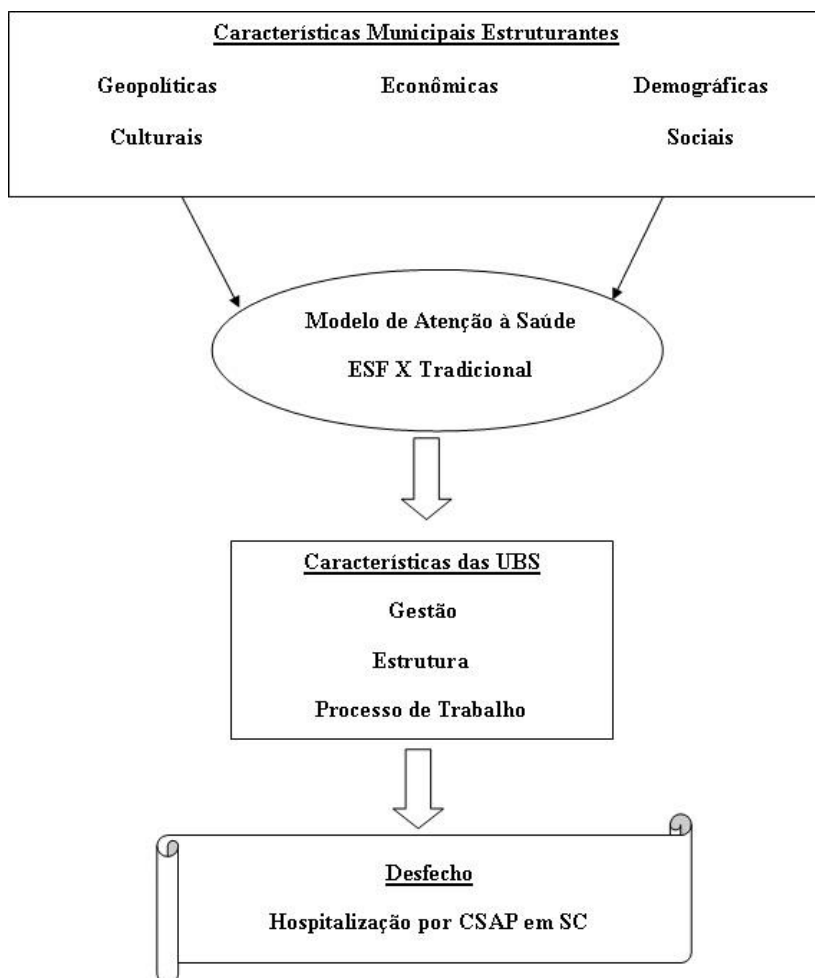 Características Municipais Estruturantes
Geopolíticas Econômicas Demográficas
Culturais Sociais
Modelo de Atenção à Saúde
ESF X Tradicional
Características das UBS
Gestão
Estrutura
Processo de Trabalho
Desfecho
Hospitalização por CSAP em SC